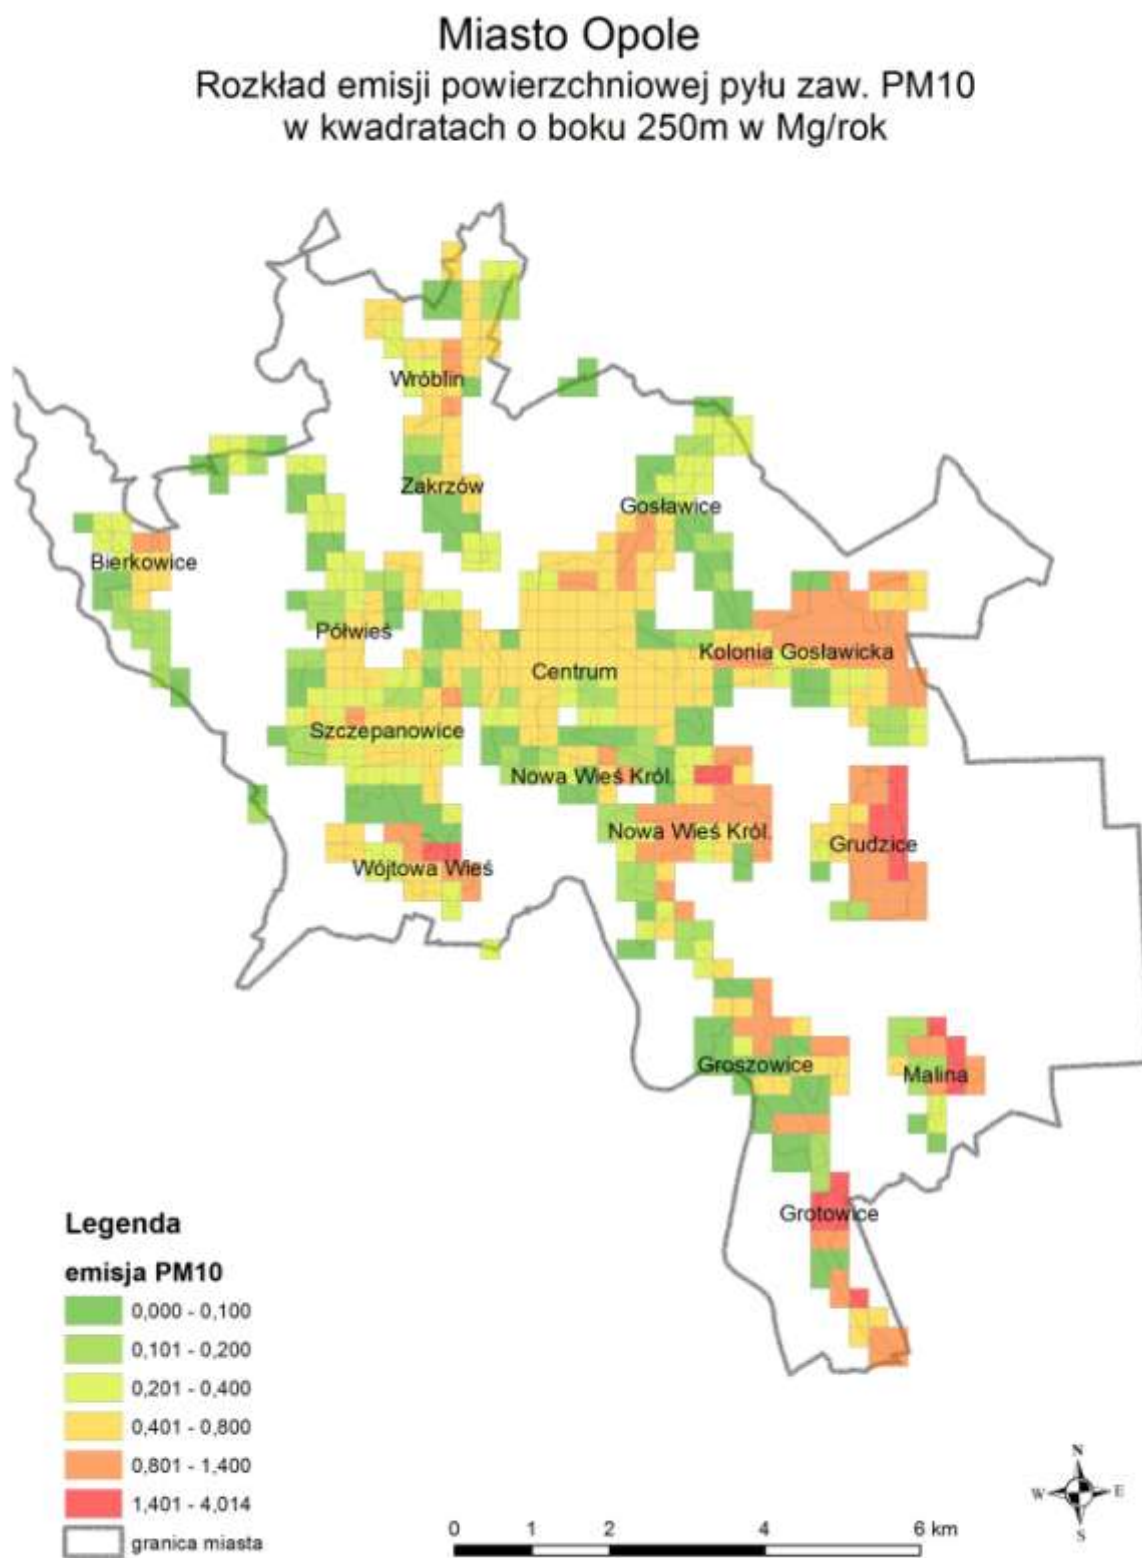 Miasto Opole
Rozkład emisji powierzchniowej pyłu zaw. PM10
w kwadratach o boku 250m w Mg/rok
Wróblin
Zakrzów
Gosławice
Bierkowice
Półwieś
Kolonia Gosławicka
Centrum
Szczepanowice
Nowa Wieś Król.
Nowa Wieś Król.
Grudzice
Wójtowa Wieś
Groszowice
Malina
Grotowice
Legenda
emisja PM10
0,000 - 0,100
0,101 - 0,200
0,201 - 0,400
0,401 - 0,800
0,801 - 1,400
1,401 - 4,014
granica miasta
0 1 2 4 6 km
N
W E
S